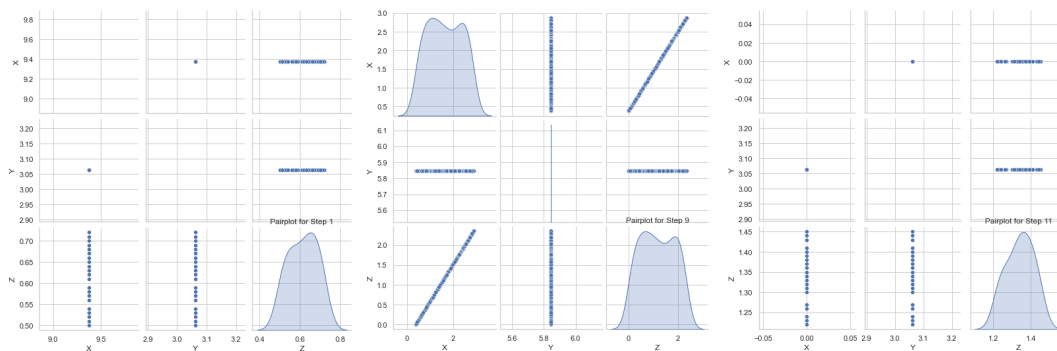 X
9.8
9.6
9.4
9.2
9.0
Y
3.20
3.15
3.10
3.05
3.00
2.95
2.90
Pairplot for Step 1
Z
0.70
0.65
0.60
0.55
0.50
9.0 9.5
X
2.9 3.0 3.1 3.2
Y
0.4 0.6 0.8
Z
X
3.0
2.5
2.0
1.5
1.0
0.5
Y
6.1
6.0
5.9
5.8
5.7
5.6
Pairplot for Step 9
Z
2.0
1.5
1.0
0.5
0.0
0 2
X
5.6 5.8 6.0
Y
0 2
Z
X
0.04
0.02
0.00
−0.02
−0.04
Y
3.20
3.15
3.10
3.05
3.00
2.95
2.90
Pairplot for Step 11
Z
1.45
1.40
1.35
1.30
1.25
−0.05 0.00 0.05
X
2.9 3.0 3.1 3.2
Y
1.2 1.4
Z